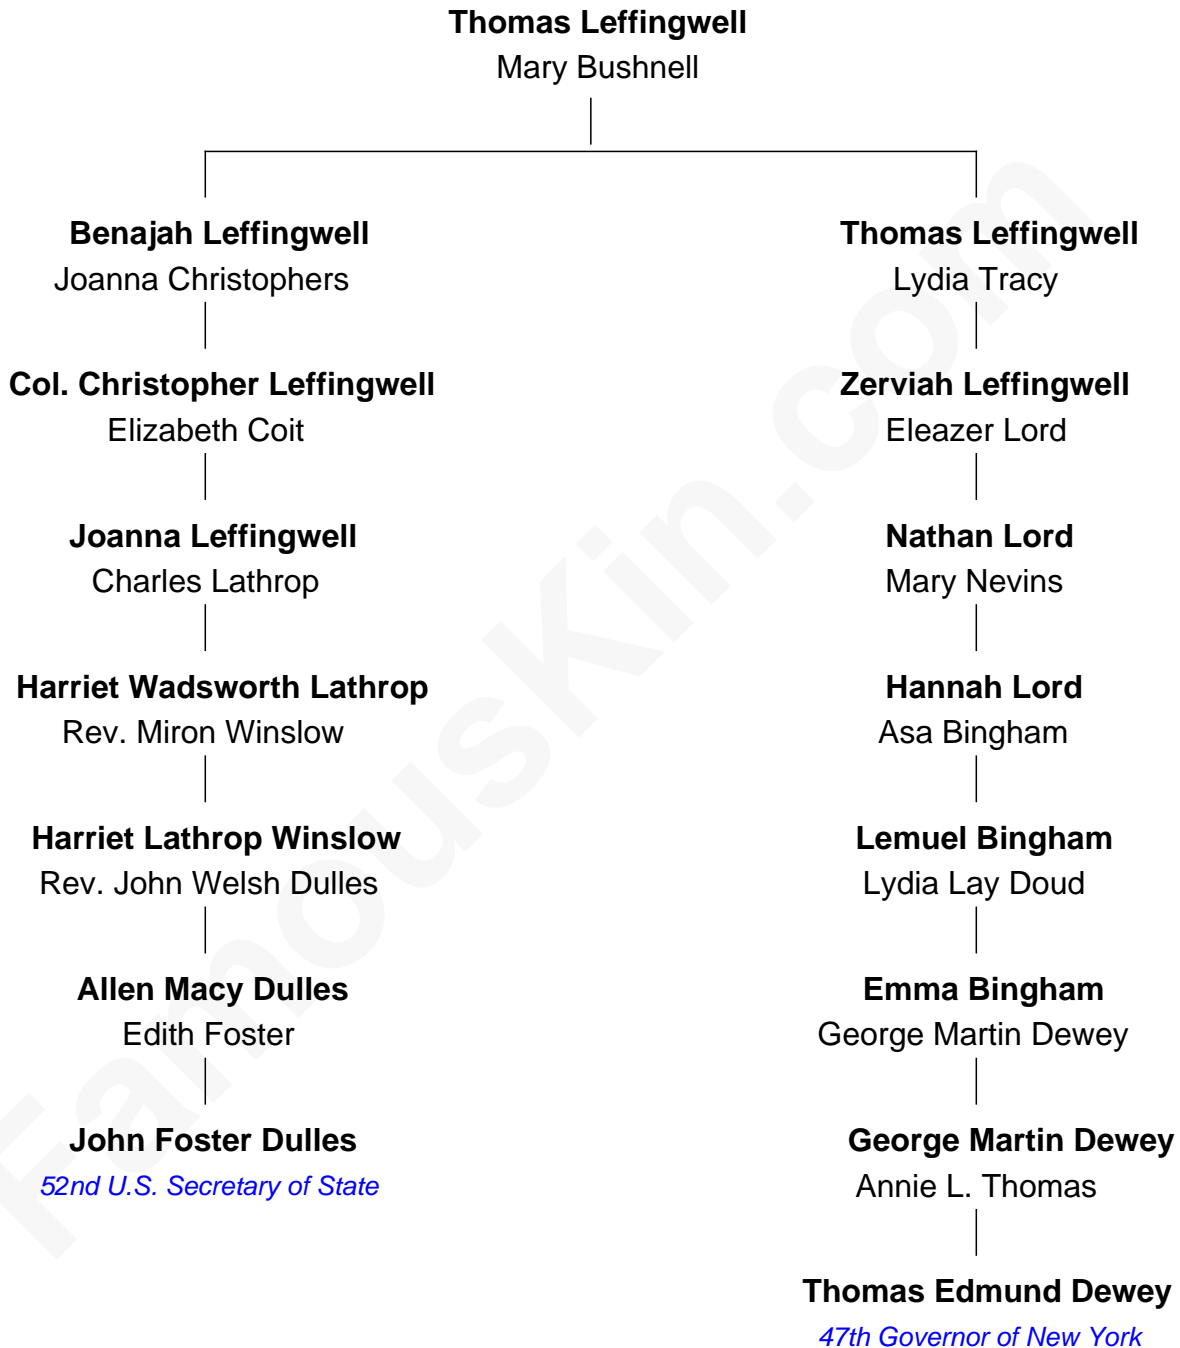 Thomas Leffingwell
Mary Bushnell
Benajah Leffingwell
Joanna Christophers
Col. Christopher Leffingwell
Elizabeth Coit
Joanna Leffingwell
Charles Lathrop
Harriet Wadsworth Lathrop
Rev. Miron Winslow
Harriet Lathrop Winslow
Rev. John Welsh Dulles
Allen Macy Dulles
Edith Foster
John Foster Dulles
52nd U.S. Secretary of State
Thomas Leffingwell
Lydia Tracy
Zerviah Leffingwell
Eleazer Lord
Nathan Lord
Mary Nevins
Hannah Lord
Asa Bingham
Lemuel Bingham
Lydia Lay Doud
Emma Bingham
George Martin Dewey
George Martin Dewey
Annie L. Thomas
Thomas Edmund Dewey
47th Governor of New York
FamousKin.com